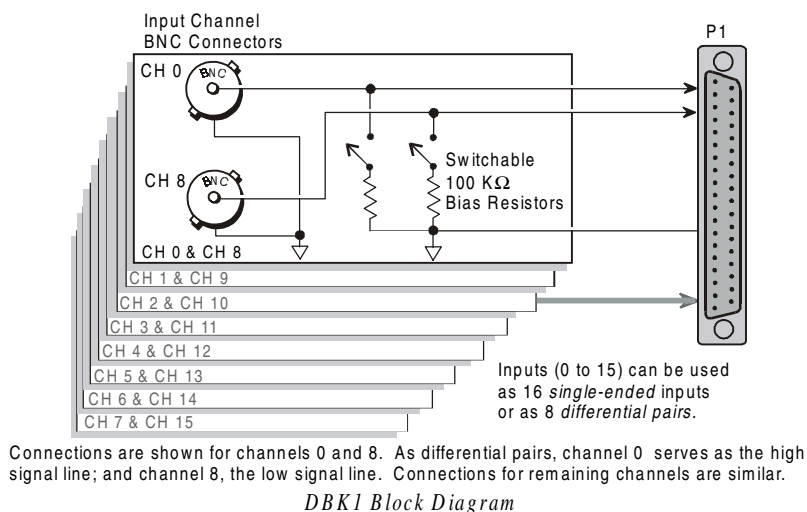 Input Channel
BNC Connectors
P1
CH 0
BNC
CH 8
BNC
Switchable
100 KΩ
Bias Resistors
CH 0 & CH 8
CH 1 & CH 9
CH 2 & CH 10
CH 3 & CH 11
CH 4 & CH 12
CH 5 & CH 13
CH 6 & CH 14
CH 7 & CH 15
Inputs (0 to 15) can be used
as 16 single-ended inputs
or as 8 differential pairs.
Connections are shown for channels 0 and 8. As differential pairs, channel 0 serves as the high
signal line; and channel 8, the low signal line. Connections for remaining channels are similar.
DBK1 Block Diagram